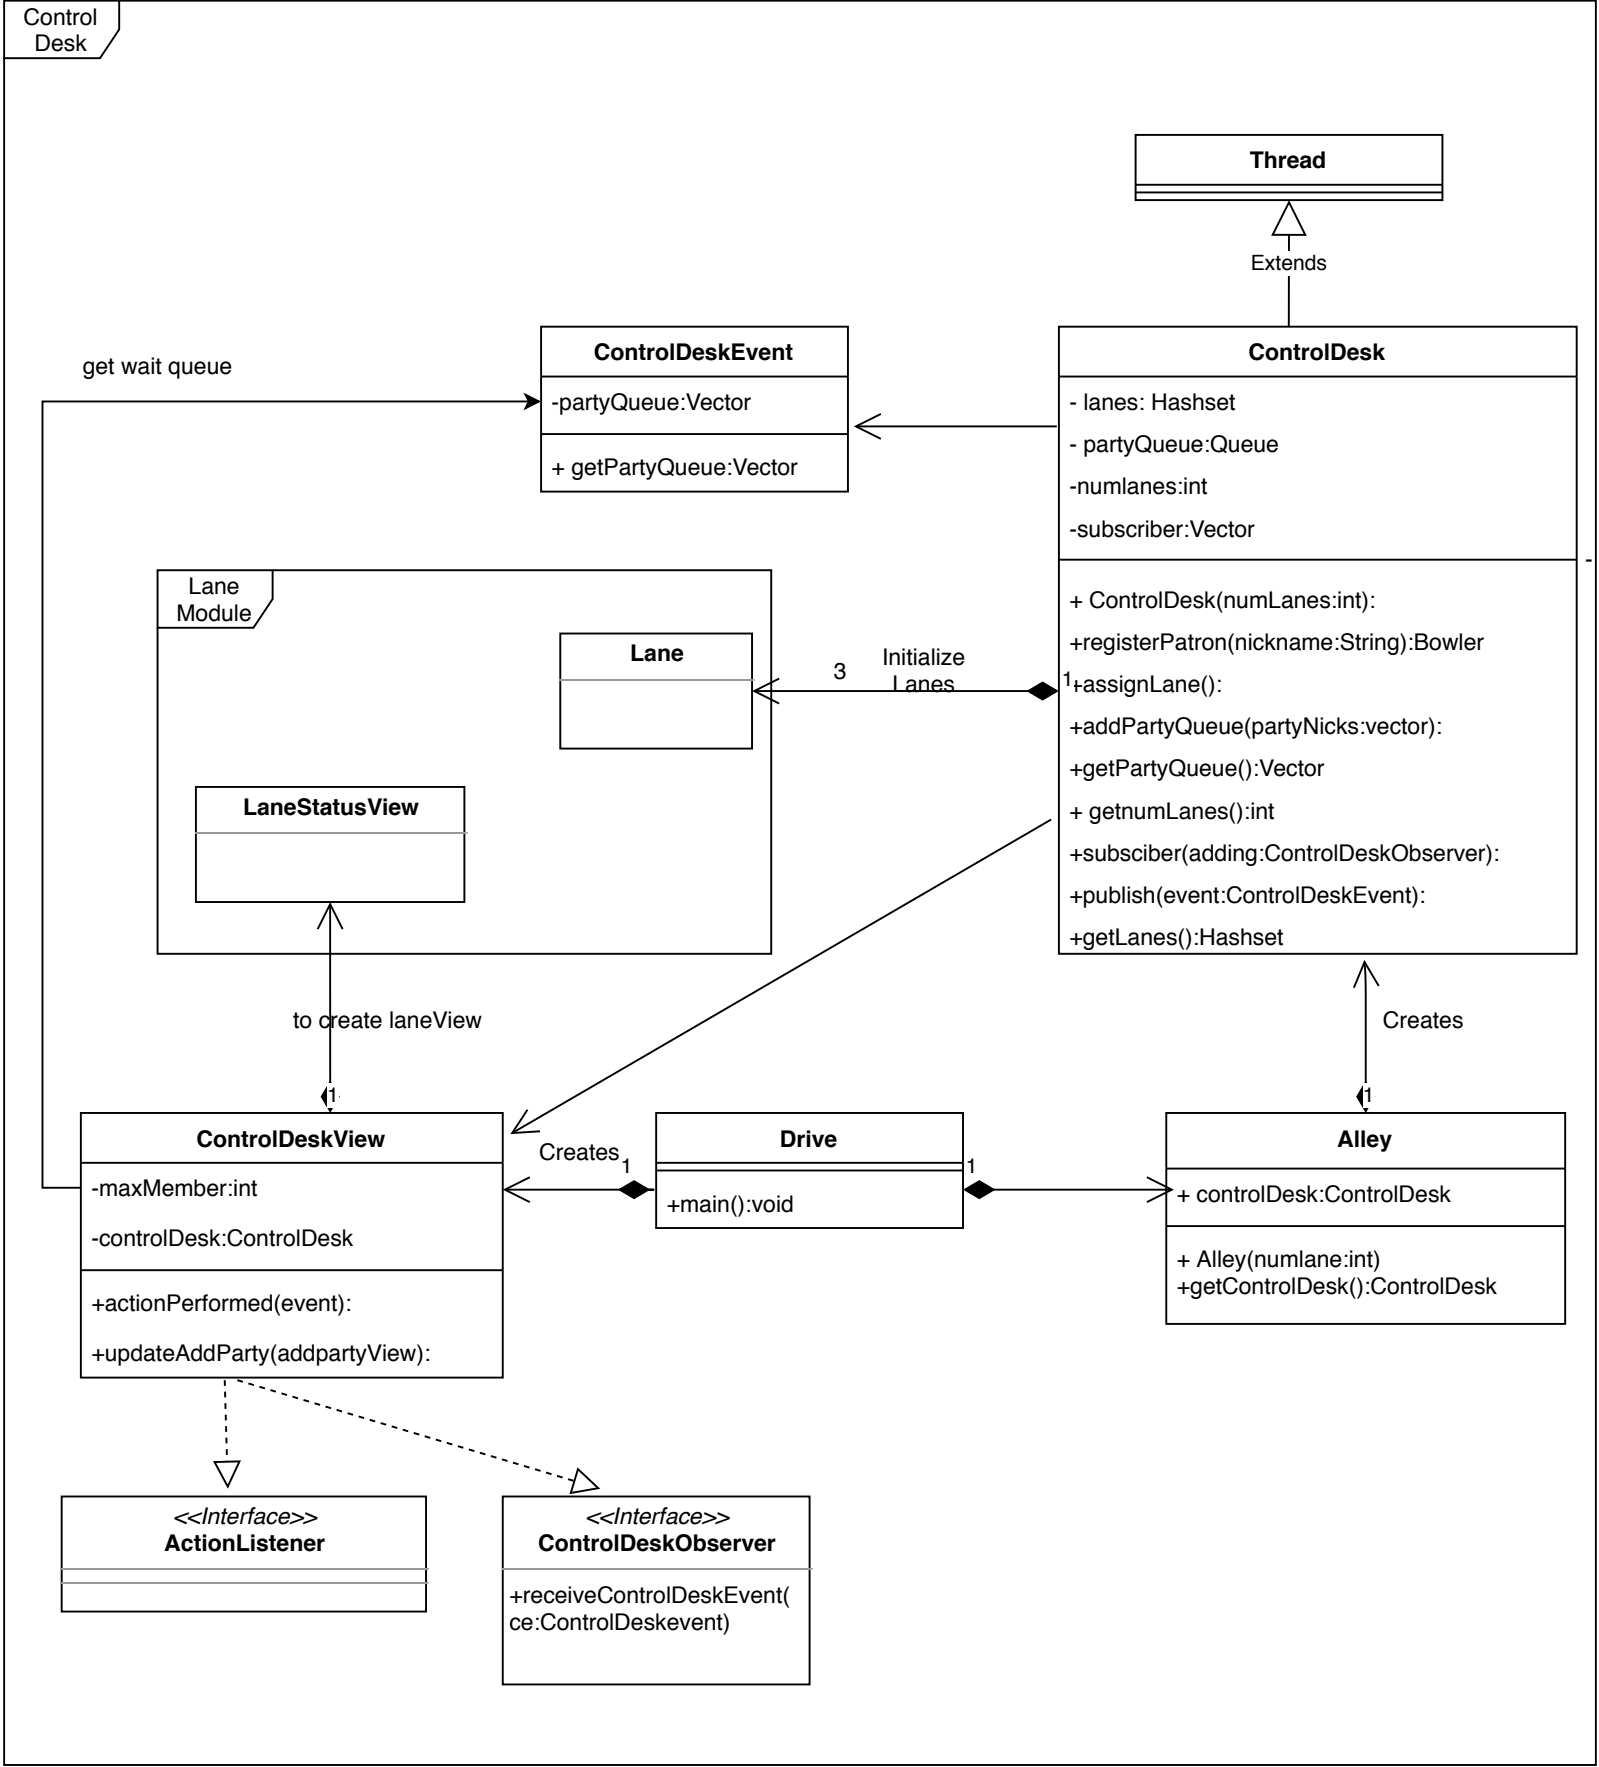 Control
Desk
Thread
Extends
ControlDeskEvent
-partyQueue:Vector
+ getPartyQueue:Vector
get wait queue
ControlDesk
- lanes: Hashset
- partyQueue:Queue
-numlanes:int
-subscriber:Vector
-
+ ControlDesk(numLanes:int):
+registerPatron(nickname:String):Bowler
+assignLane():
+addPartyQueue(partyNicks:vector):
+getPartyQueue():Vector
+ getnumLanes():int
+subsciber(adding:ControlDeskObserver):
+publish(event:ControlDeskEvent):
+getLanes():Hashset
Lane
Module
Lane
3
Initialize
Lanes
1
LaneStatusView
to create laneView
1
Creates
1
ControlDeskView
-maxMember:int
-controlDesk:ControlDesk
+actionPerformed(event):
+updateAddParty(addpartyView):
Creates
1
Drive
+main():void
1
Alley
+ controlDesk:ControlDesk
+ Alley(numlane:int)
+getControlDesk():ControlDesk
<<Interface>>
ActionListener
<<Interface>>
ControlDeskObserver
+receiveControlDeskEvent(
ce:ControlDeskevent)